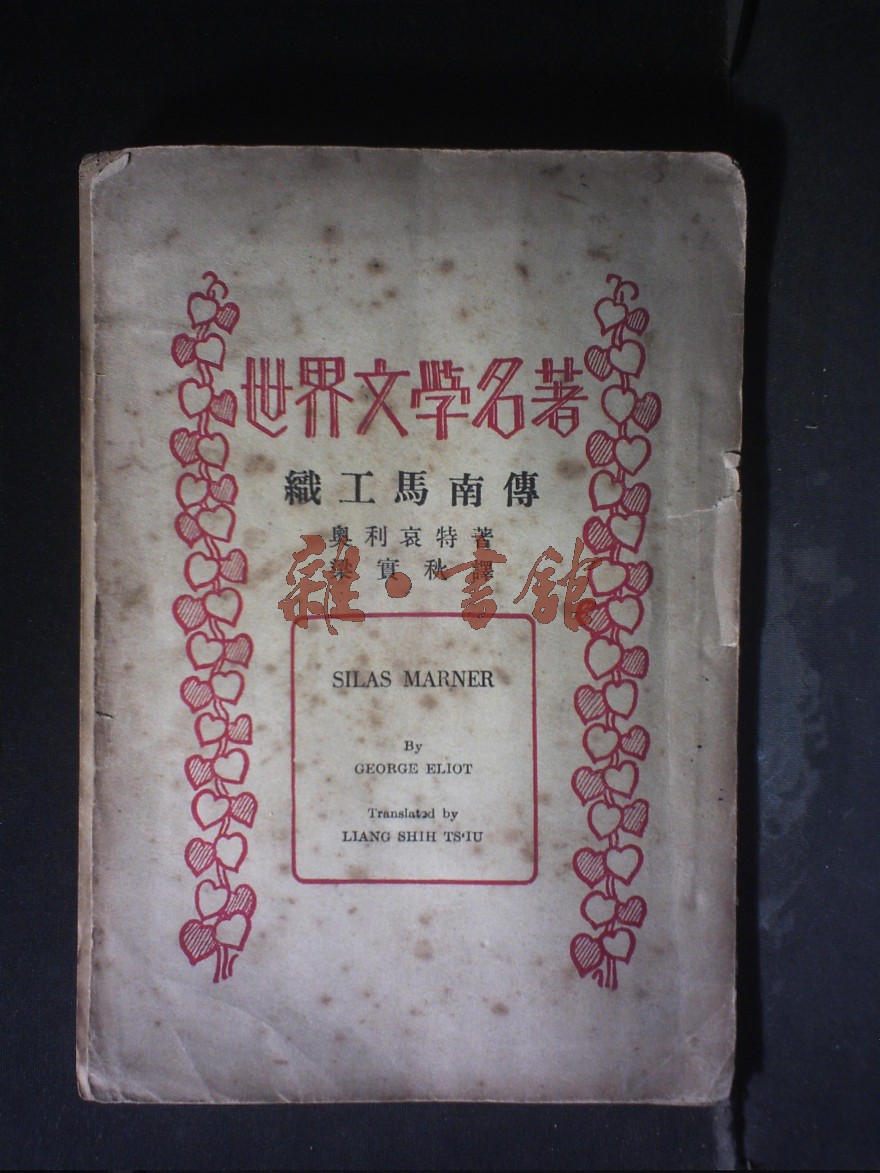 世界文學名著
織工馬南傳
奧利哀特著
梁實秋譯
雜·書館
SILAS MARNER
By
GEORGE ELIOT
Translated by
LIANG SHIH TS'IU